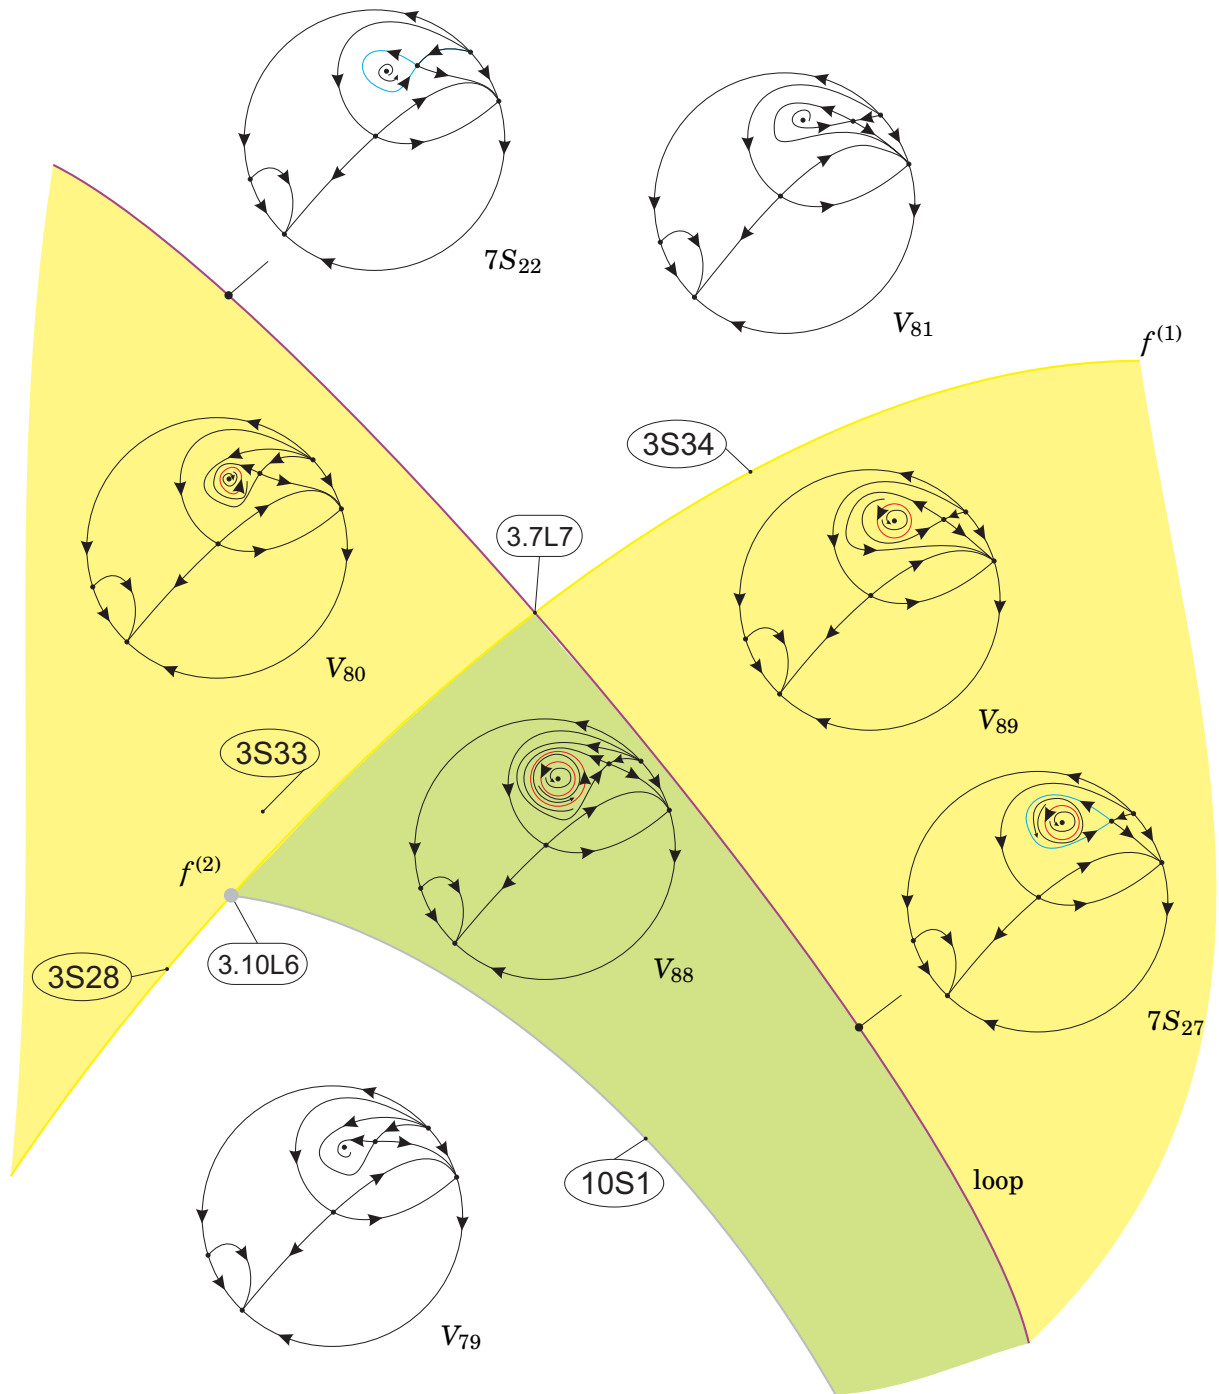 7S22
V81
f(1)
3S34
3.7L7
V80
V89
3S33
f(2)
3.10L6
3S28
V88
7S27
10S1
loop
V79